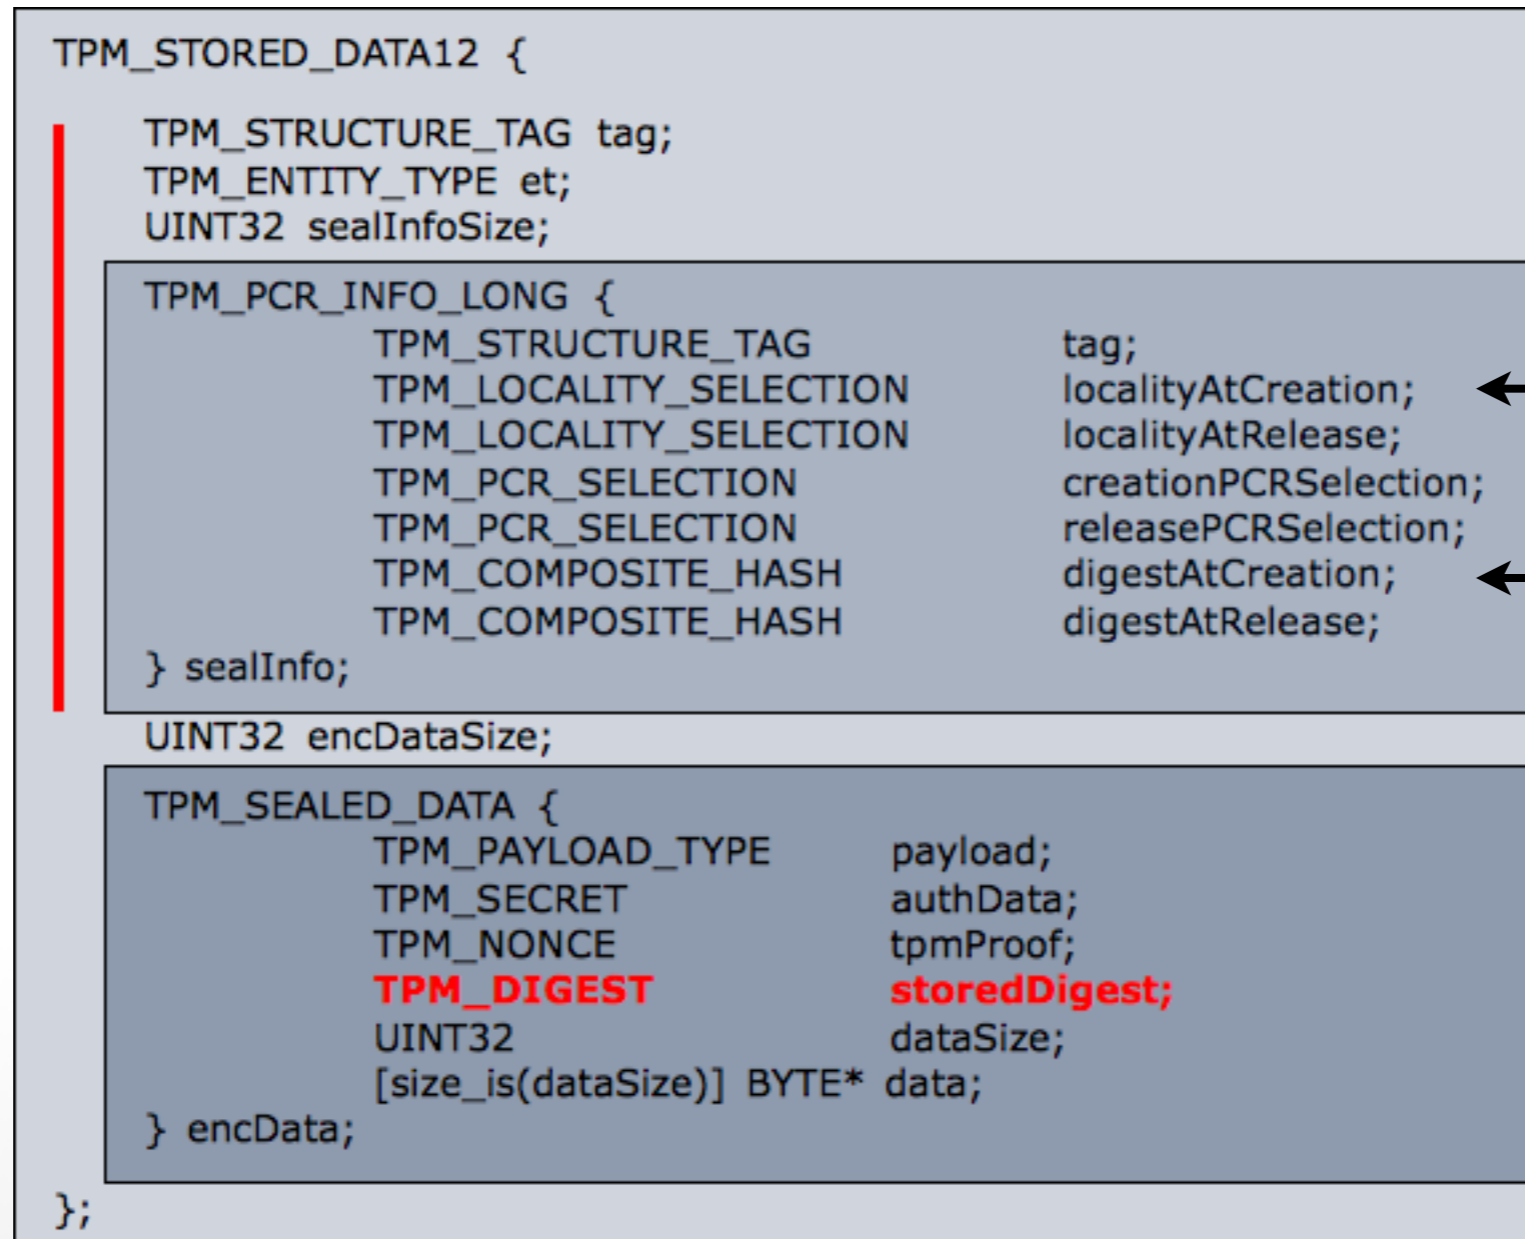 TPM_STORED_DATA12 {
TPM_STRUCTURE_TAG tag;
TPM_ENTITY_TYPE et;
UINT32 sealInfoSize;
TPM_PCR_INFO_LONG {
TPM_STRUCTURE_TAG tag;
TPM_LOCALITY_SELECTION localityAtCreation;
TPM_LOCALITY_SELECTION localityAtRelease;
TPM_PCR_SELECTION creationPCRSelection;
TPM_PCR_SELECTION releasePCRSelection;
TPM_COMPOSITE_HASH digestAtCreation;
TPM_COMPOSITE_HASH digestAtRelease;
} sealInfo;
UINT32 encDataSize;
TPM_SEALED_DATA {
TPM_PAYLOAD_TYPE payload;
TPM_SECRET authData;
TPM_NONCE tpmProof;
TPM_DIGEST storedDigest;
UINT32 dataSize;
[size_is(dataSize)] BYTE* data;
} encData;
};